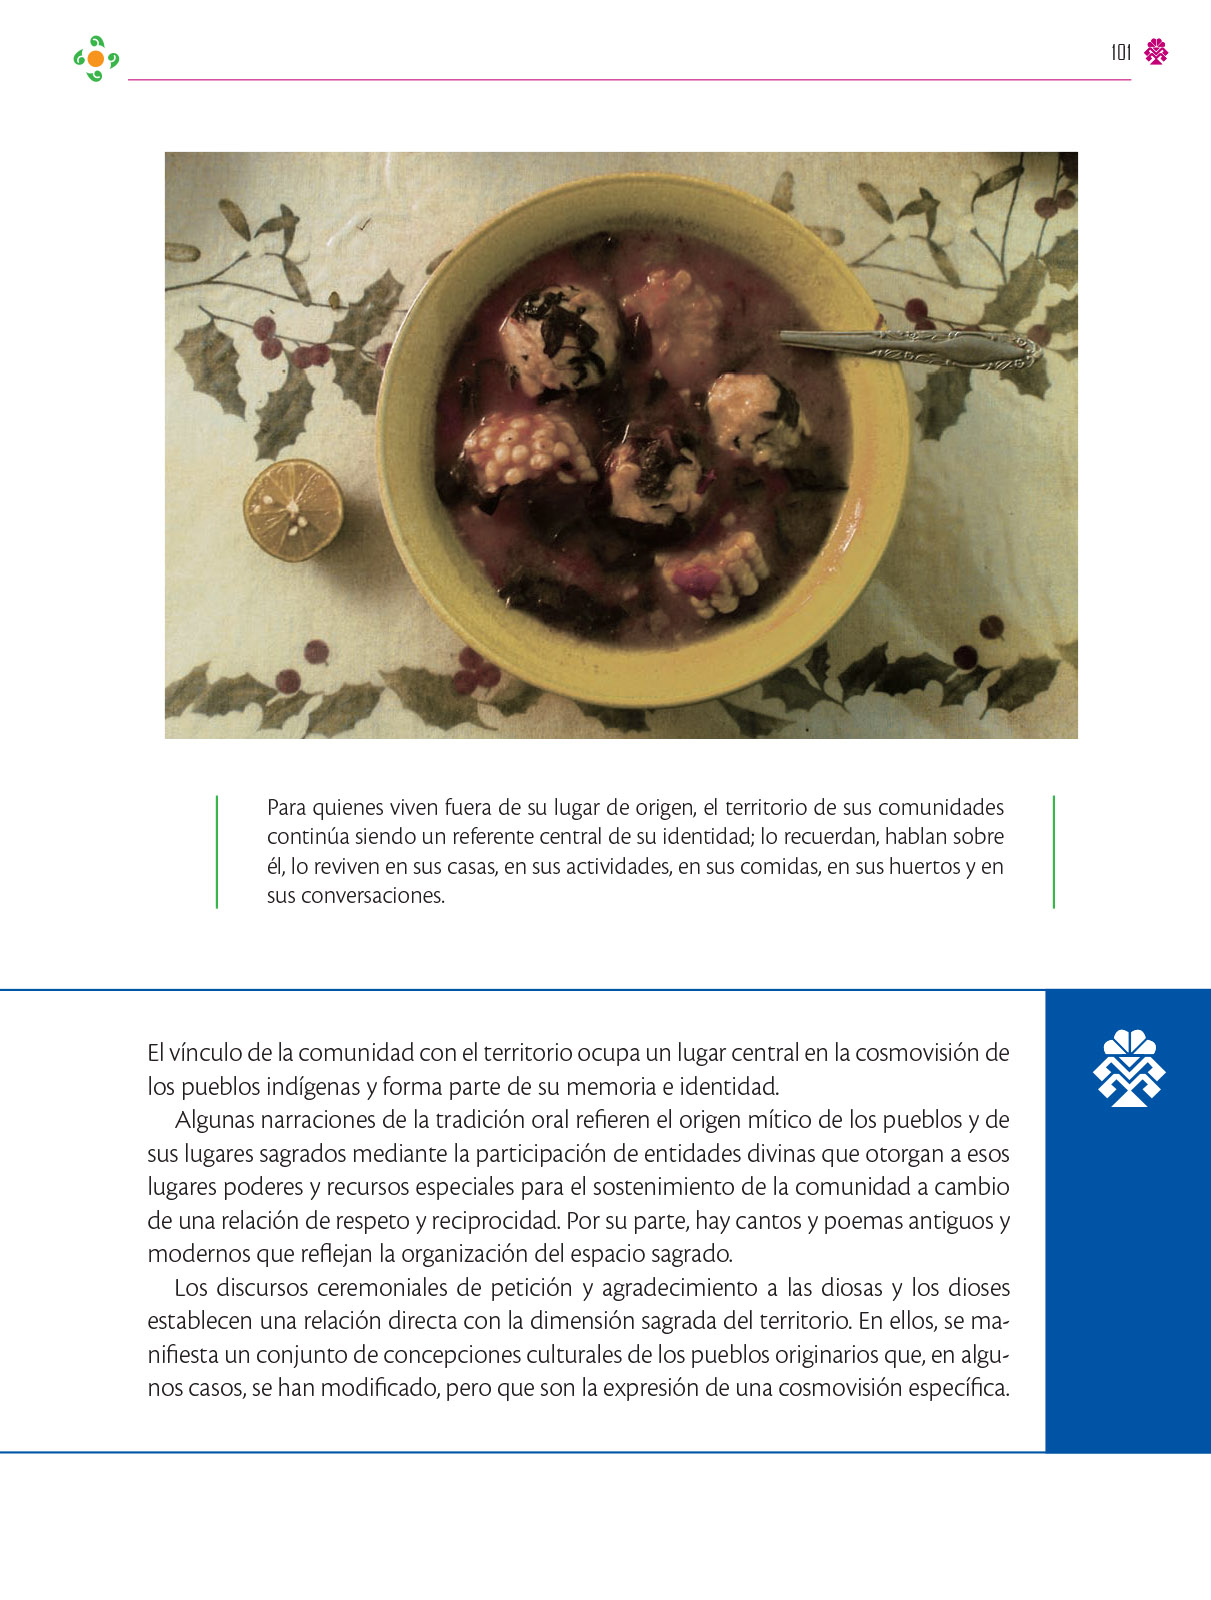 101
Para quienes viven fuera de su lugar de origen, el territorio de sus comunidades
continúa siendo un referente central de su identidad; lo recuerdan, hablan sobre
él, lo reviven en sus casas, en sus actividades, en sus comidas, en sus huertos y en
sus conversaciones.
El vínculo de la comunidad con el territorio ocupa un lugar central en la cosmovisión de
los pueblos indígenas y forma parte de su memoria e identidad.
Algunas narraciones de la tradición oral refieren el origen mítico de los pueblos y de
sus lugares sagrados mediante la participación de entidades divinas que otorgan a esos
lugares poderes y recursos especiales para el sostenimiento de la comunidad a cambio
de una relación de respeto y reciprocidad. Por su parte, hay cantos y poemas antiguos y
modernos que reflejan la organización del espacio sagrado.
Los discursos ceremoniales de petición y agradecimiento a las diosas y los dioses
establecen una relación directa con la dimensión sagrada del territorio. En ellos, se ma-
nifiesta un conjunto de concepciones culturales de los pueblos originarios que, en algu-
nos casos, se han modificado, pero que son la expresión de una cosmovisión específica.